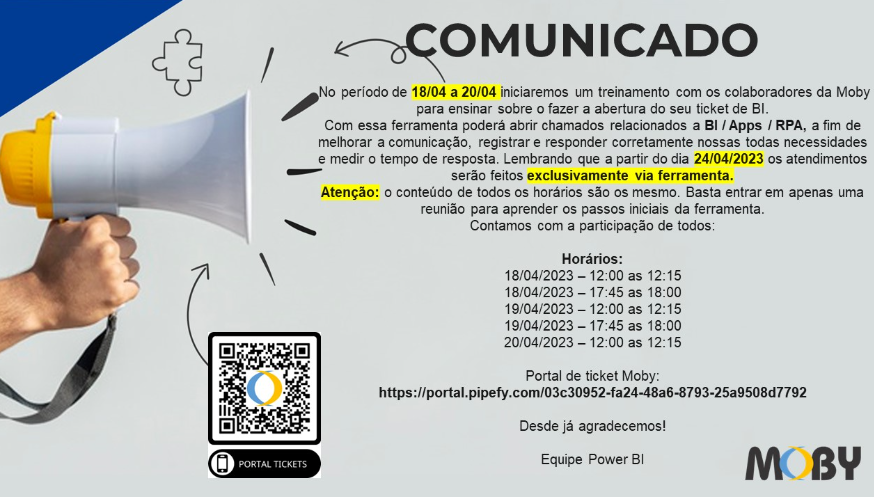 COMUNICADO
No período de 18/04 a 20/04 iniciaremos um treinamento com os colaboradores da Moby
para ensinar sobre o fazer a abertura do seu ticket de BI.
Com essa ferramenta poderá abrir chamados relacionados a BI / Apps / RPA, a fim de
melhorar a comunicação, registrar e responder corretamente nossas todas necessidades
e medir o tempo de resposta. Lembrando que a partir do dia 24/04/2023 os atendimentos
serão feitos exclusivamente via ferramenta.
Atenção: o conteúdo de todos os horários são os mesmo. Basta entrar em apenas uma
reunião para aprender os passos iniciais da ferramenta.
Contamos com a participação de todos:
Horários:
18/04/2023 – 12:00 as 12:15
18/04/2023 – 17:45 as 18:00
19/04/2023 – 12:00 as 12:15
19/04/2023 – 17:45 as 18:00
20/04/2023 – 12:00 as 12:15
Portal de ticket Moby:
https://portal.pipefy.com/03c30952-fa24-48a6-8793-25a9508d7792
Desde já agradecemos!
Equipe Power BI
PORTAL TICKETS
MOBY